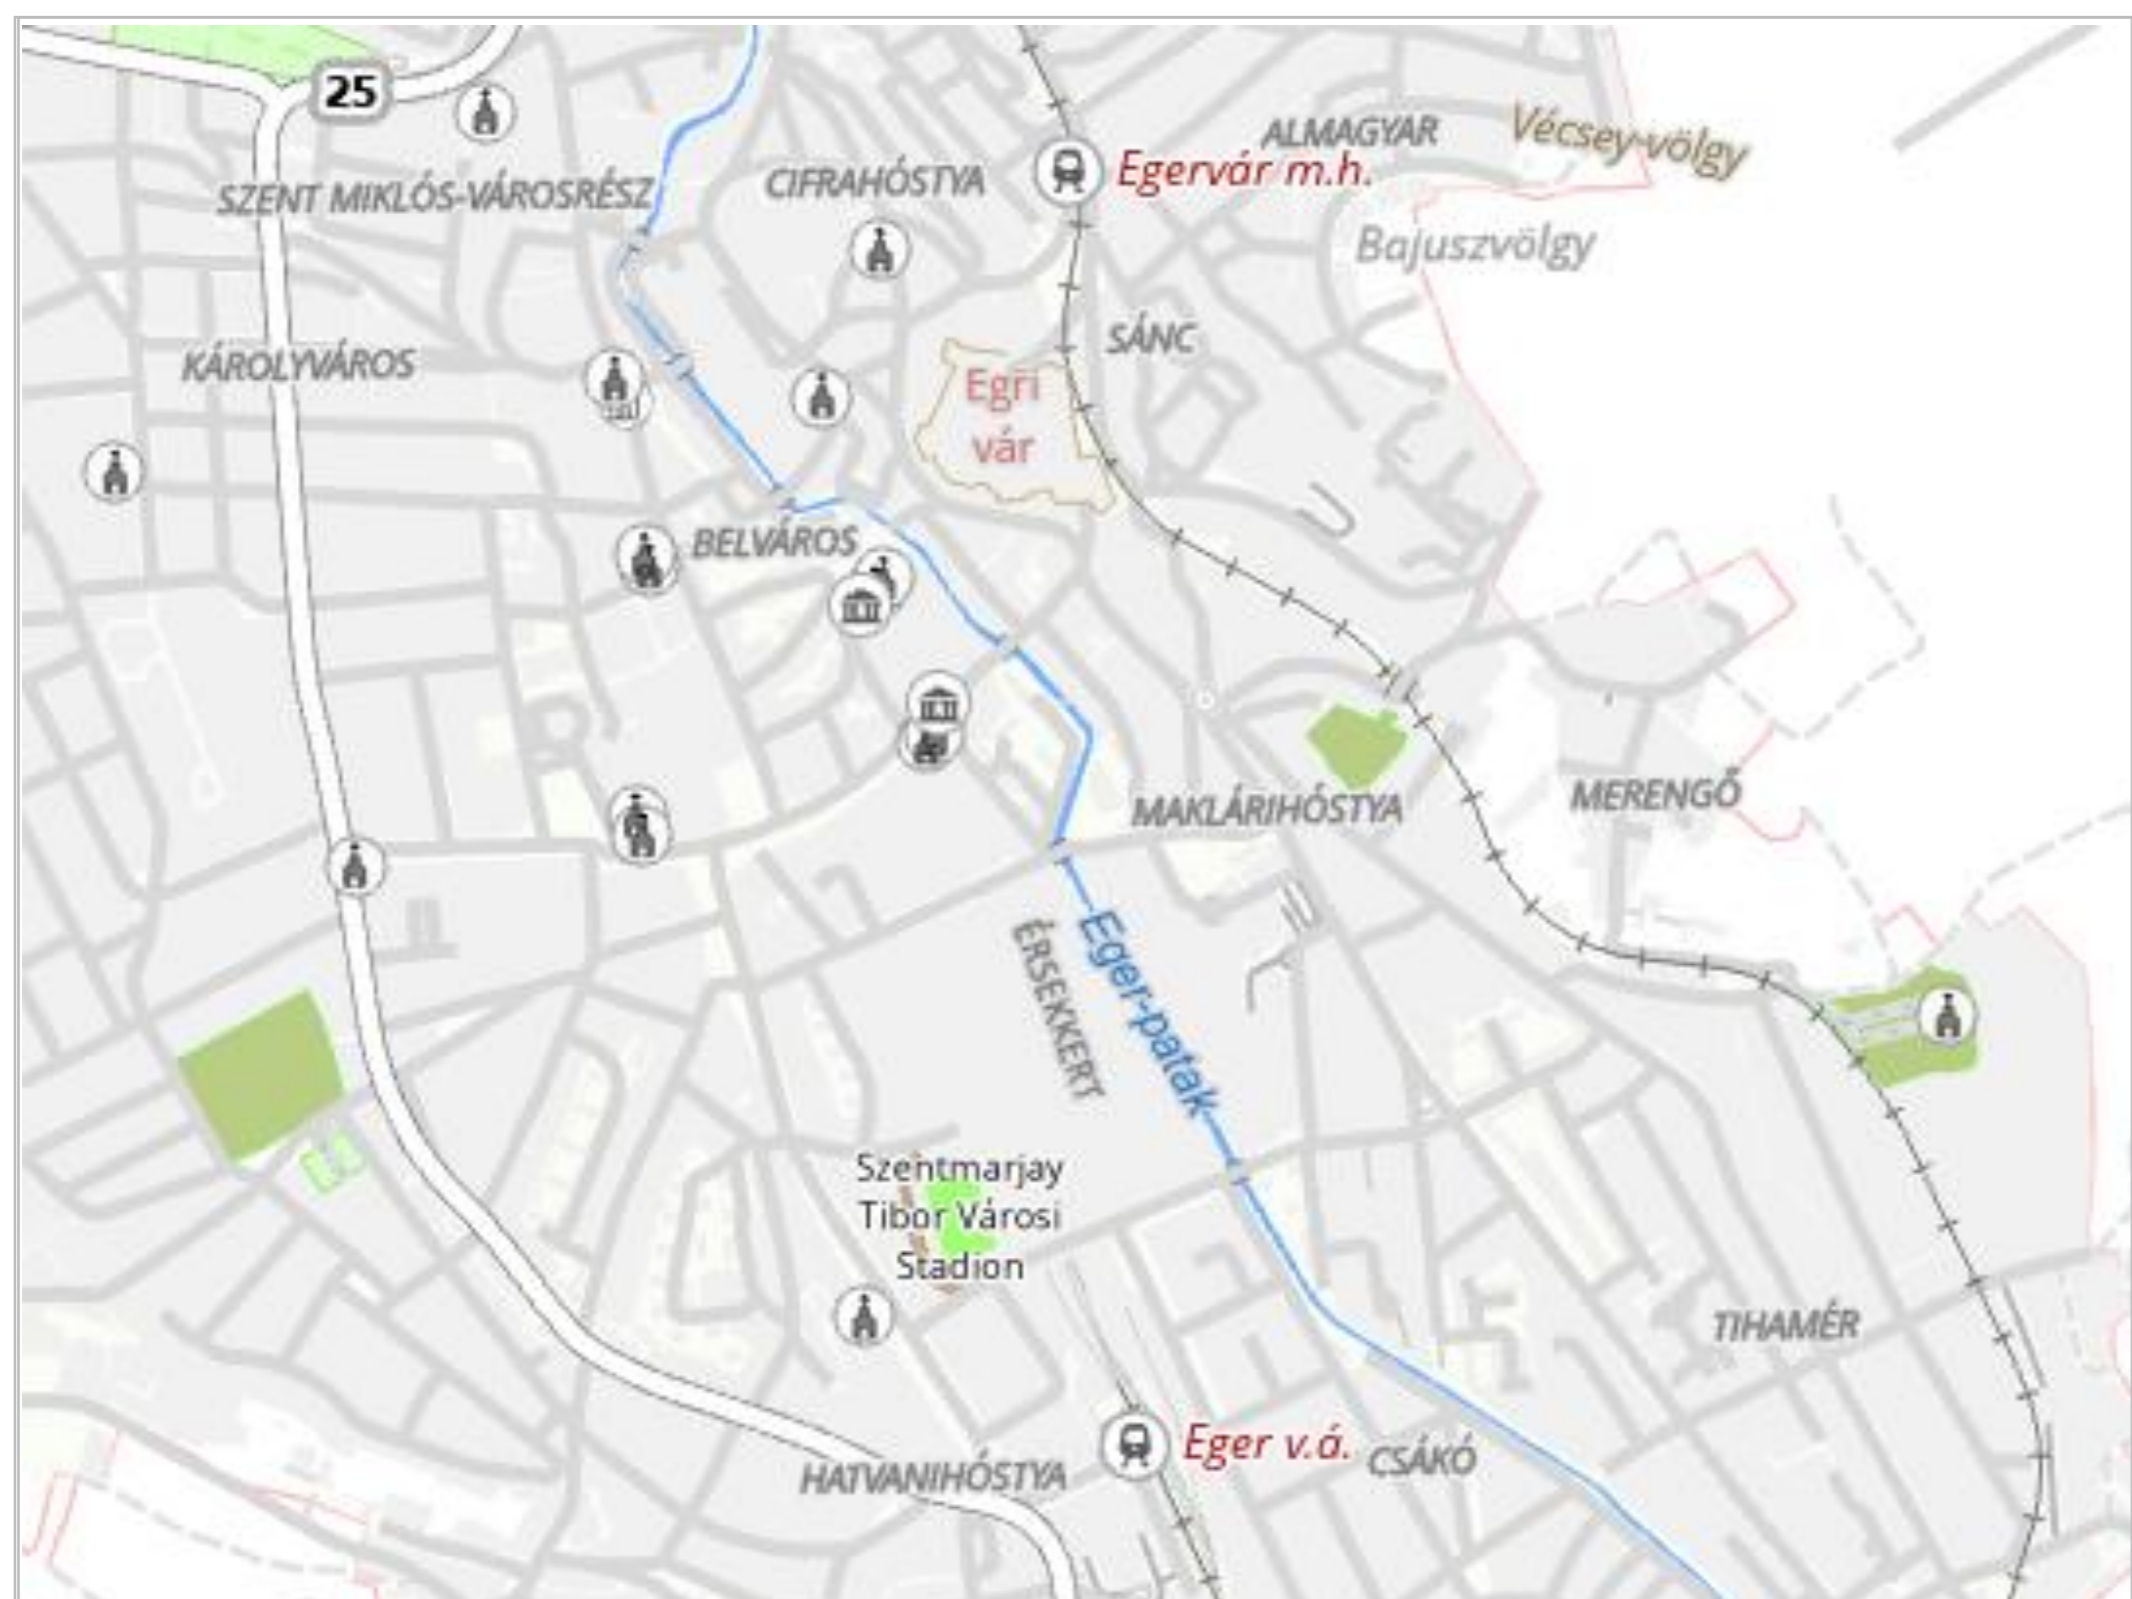 25
ALMAGYAR
Vécsey-völgy
Egervár m.h.
CIFRAHÓSTYA
SZENT MIKLÓS-VÁROSRÉSZ
Bajuszvölgy
SÁNC
KÁROLYVÁROS
Egri
vár
BELVÁROS
MAKLÁRIHÓSTYA
MERENGŐ
ÉRSEKKERT
Eger-patak
Szentmarjay
Tibor Városi
Stadion
TIHAMÉR
Eger v.á.
CSÁKÓ
HATVANIHÓSTYA